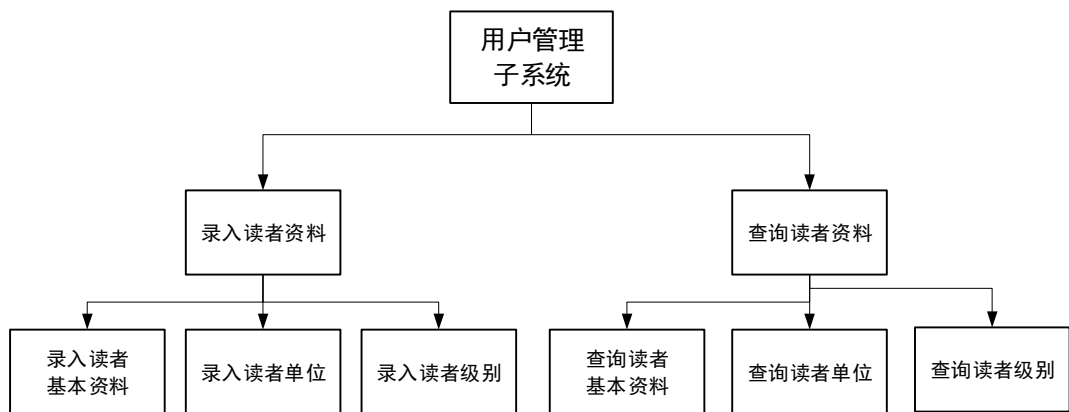 用户管理
子系统
录入读者资料
查询读者资料
录入读者
基本资料
录入读者单位
录入读者级别
查询读者
基本资料
查询读者单位
查询读者级别